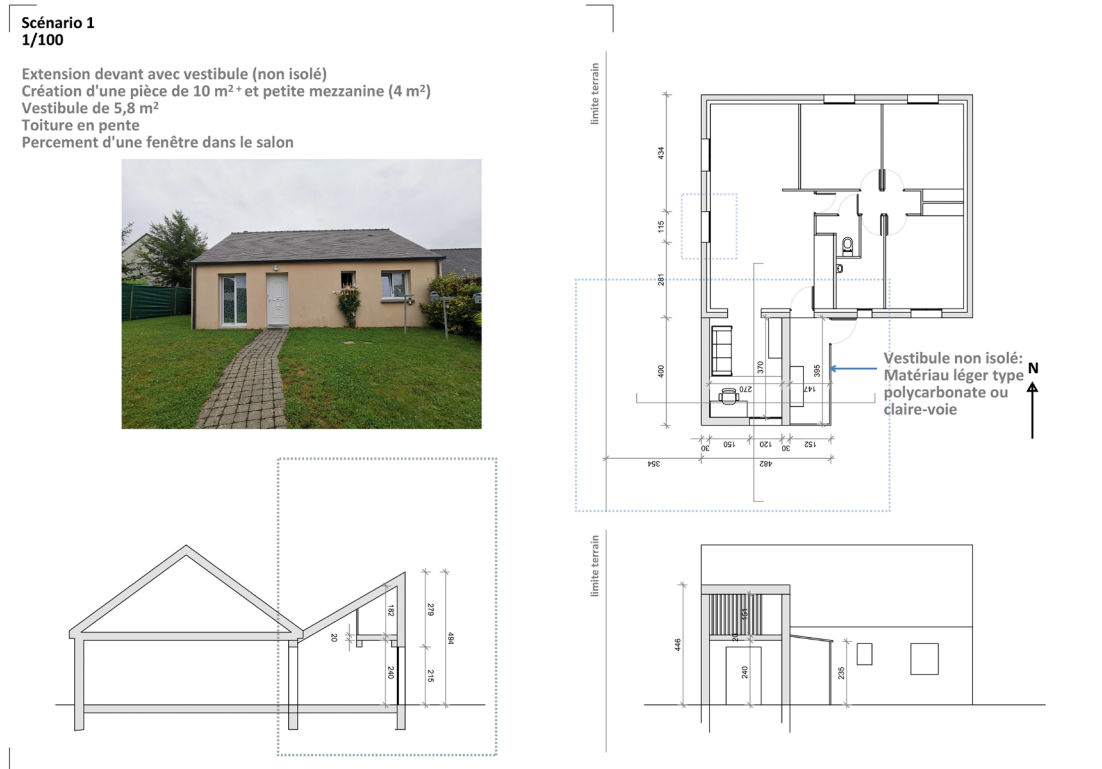 Scénario 1
1/100
Extension devant avec vestibule (non isolé)
Création d'une pièce de 10 m² ⁺ et petite mezzanine (4 m²)
Vestibule de 5,8 m²
Toiture en pente
Percement d'une fenêtre dans le salon
limite terrain
434
115
281
400
370
395
270
147
Vestibule non isolé:
Matériau léger type
polycarbonate ou
claire-voie
N
30
150
120
30
152
354
482
182
279
494
20
240
215
limite terrain
446
151
20
240
235